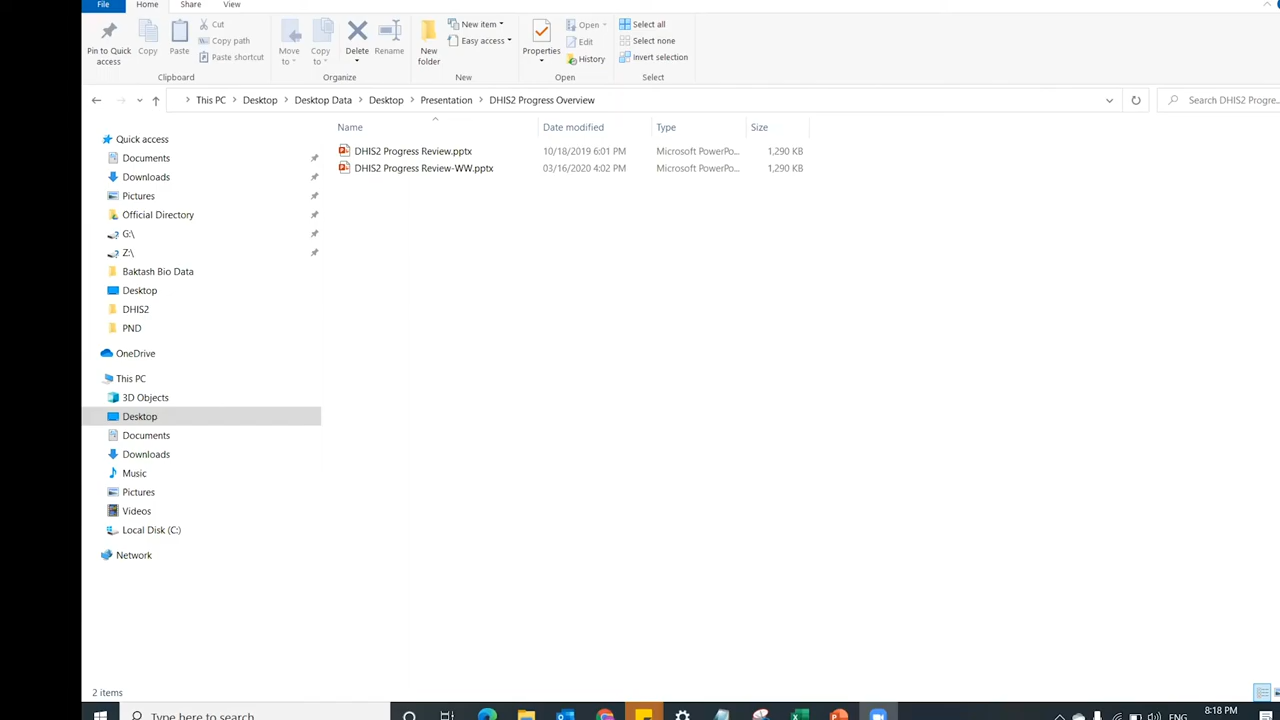 File Home Share View
Pin to Quick access
Copy
Paste
Cut
Copy path
Paste shortcut
Clipboard
Move to
Copy to
Delete
Rename
Organize
New folder
New item
Easy access
New
Properties
Open
Edit
History
Open
Select all
Select none
Invert selection
Select
This PC > Desktop > Desktop Data > Desktop > Presentation > DHIS2 Progress Overview
Search DHIS2 Progre...
Name Date modified Type Size
DHIS2 Progress Review.pptx 10/18/2019 6:01 PM Microsoft PowerPo... 1,290 KB
DHIS2 Progress Review-WW.pptx 03/16/2020 4:02 PM Microsoft PowerPo... 1,290 KB
Quick access
Documents
Downloads
Pictures
Official Directory
G:\
Z:\
Baktash Bio Data
Desktop
DHIS2
PND
OneDrive
This PC
3D Objects
Desktop
Documents
Downloads
Music
Pictures
Videos
Local Disk (C:)
Network
2 items
Type here to search
ENG
8:18 PM